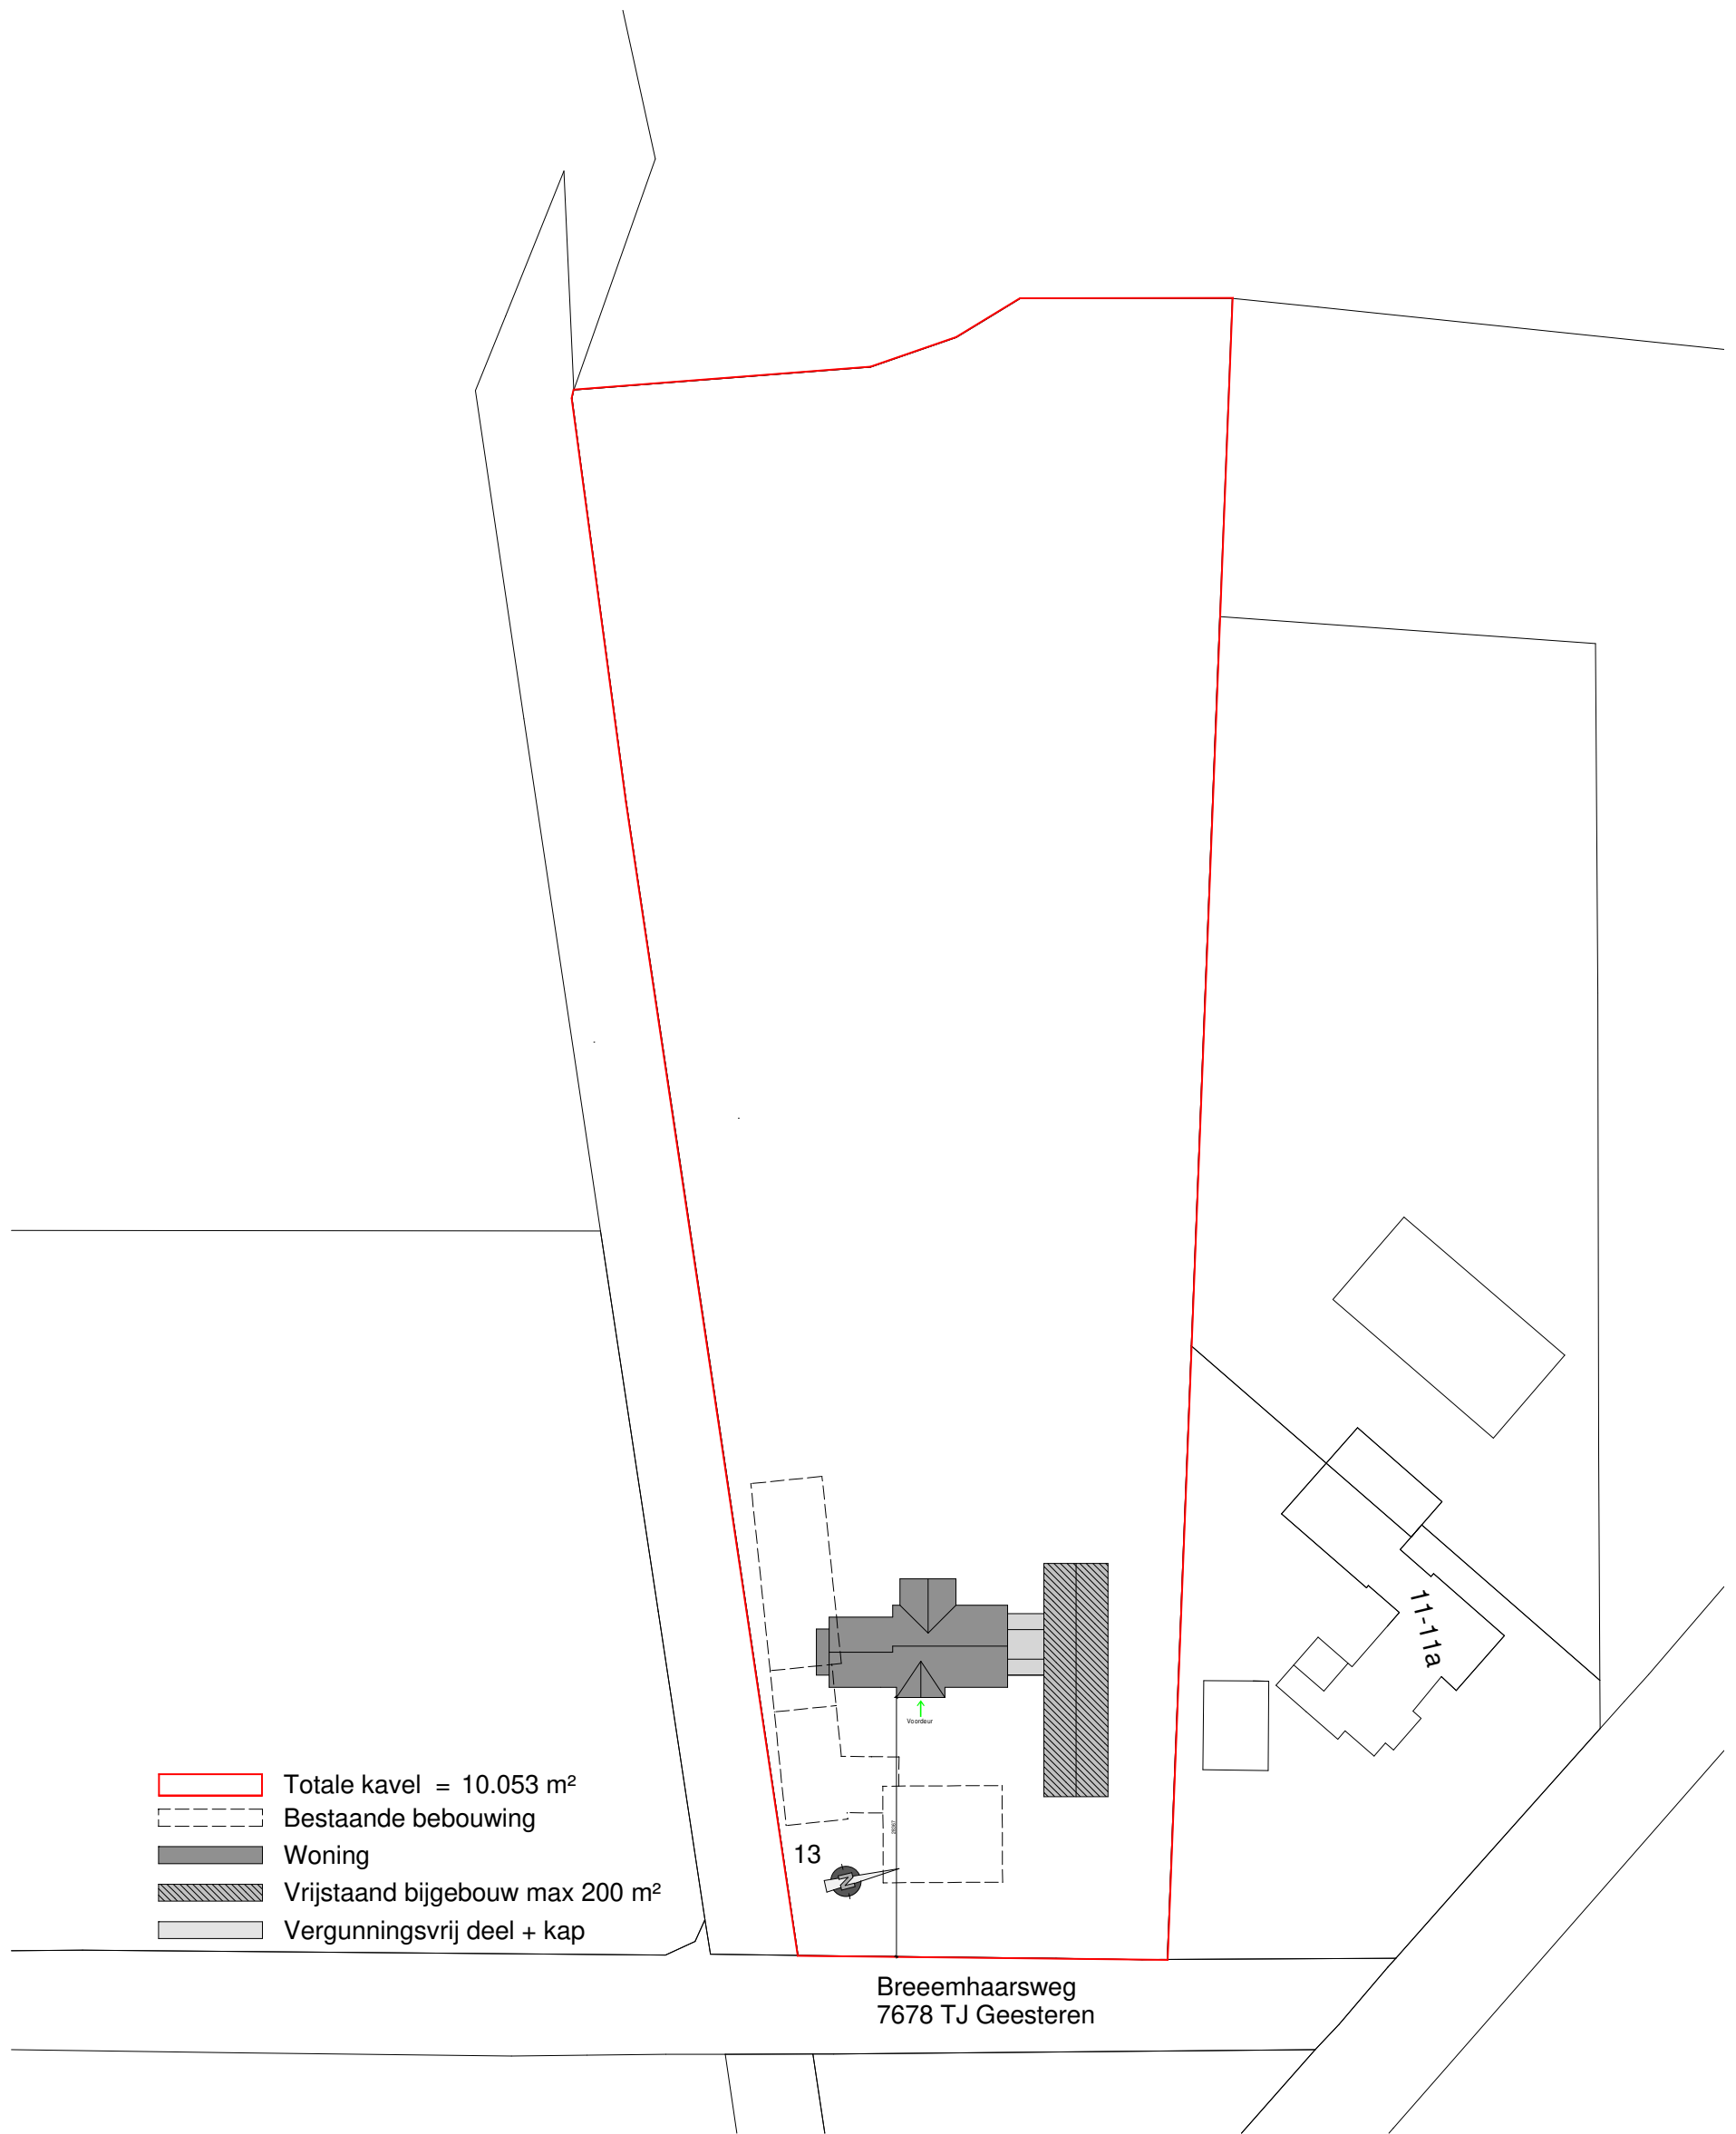 11-11a
Voordeur
Totale kavel = 10.053 m²
Bestaande bebouwing
Woning
Vrijstaand bijgebouw max 200 m²
Vergunningsvrij deel + kap
13
N
Breeemhaarsweg
7678 TJ Geesteren